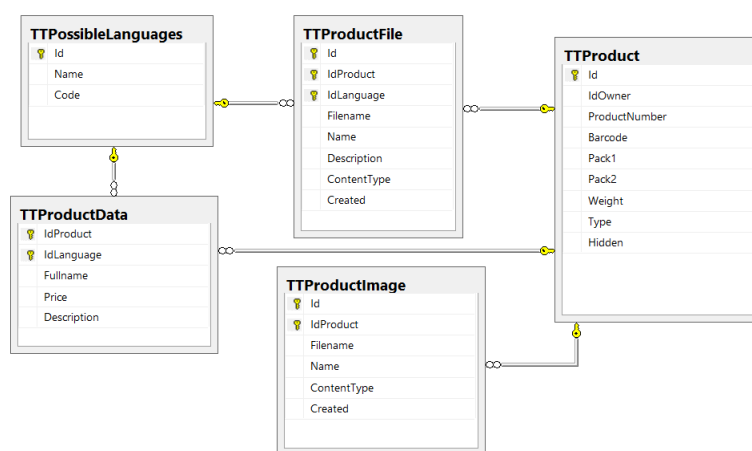 TTPossibleLanguages
Id
Name
Code
TTProductFile
Id
IdProduct
IdLanguage
Filename
Name
Description
ContentType
Created
TTProduct
Id
IdOwner
ProductNumber
Barcode
Pack1
Pack2
Weight
Type
Hidden
TTProductData
IdProduct
IdLanguage
Fullname
Price
Description
TTProductImage
Id
IdProduct
Filename
Name
ContentType
Created